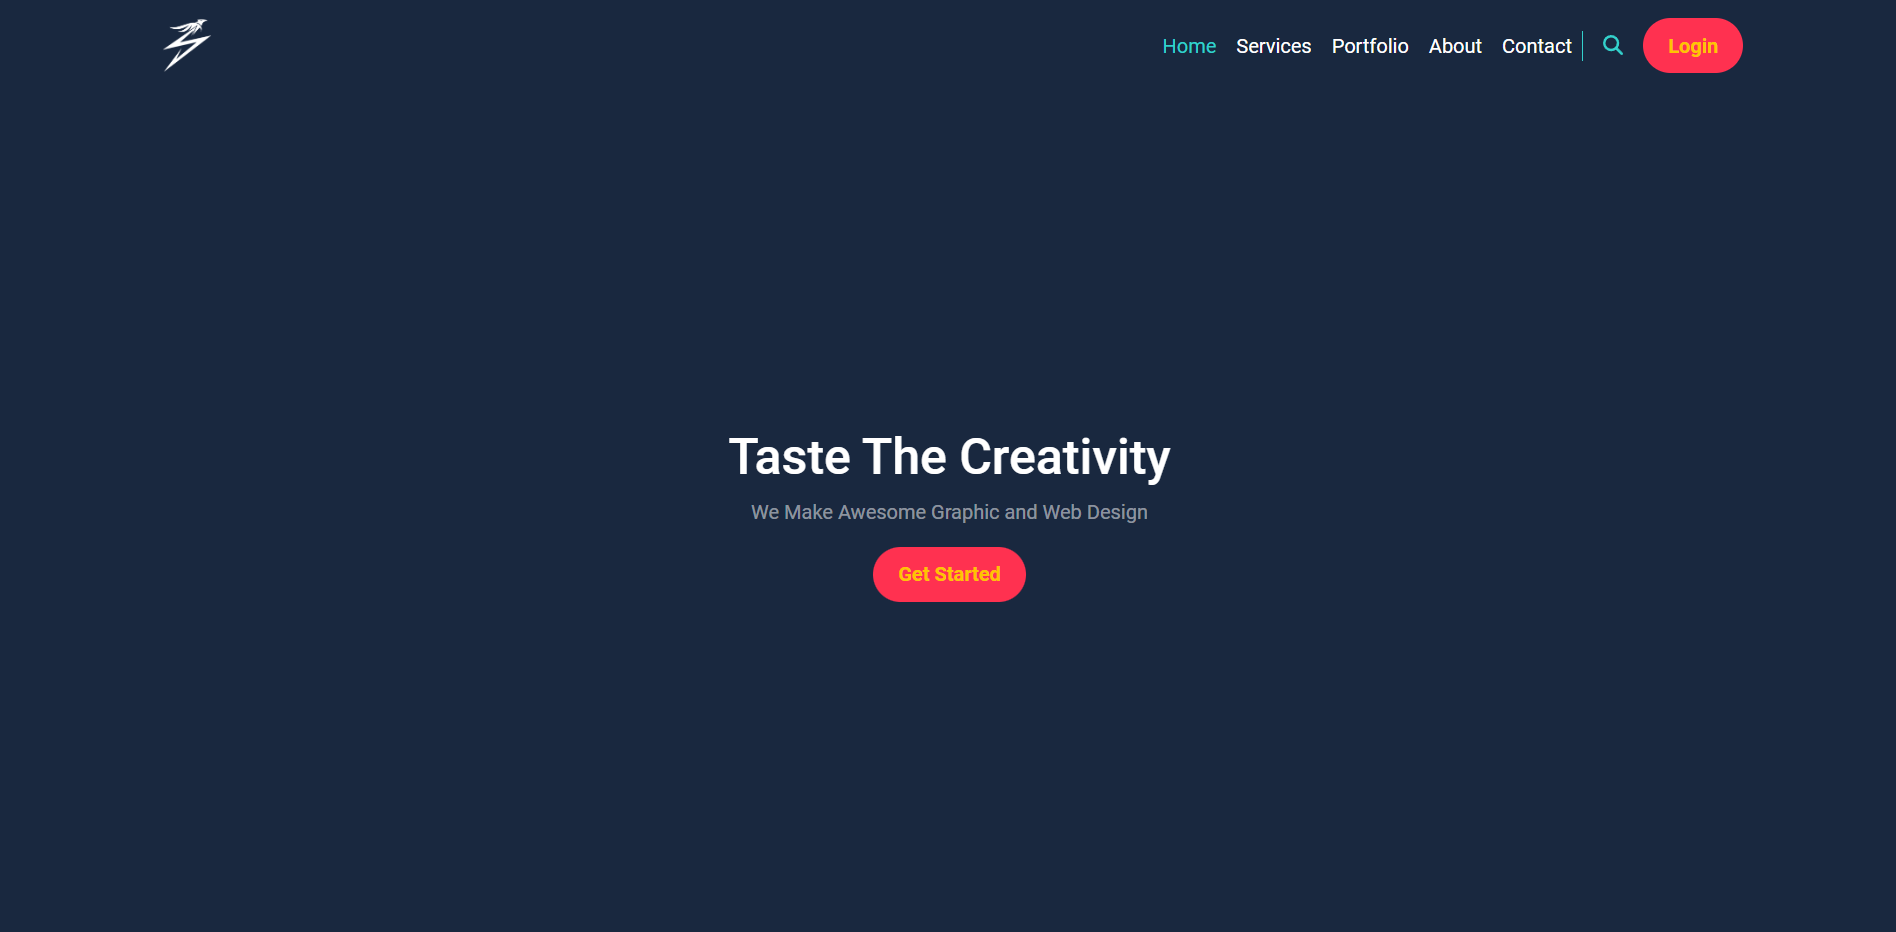 Home Services Portfolio About Contact Login
Taste The Creativity
We Make Awesome Graphic and Web Design
Get Started